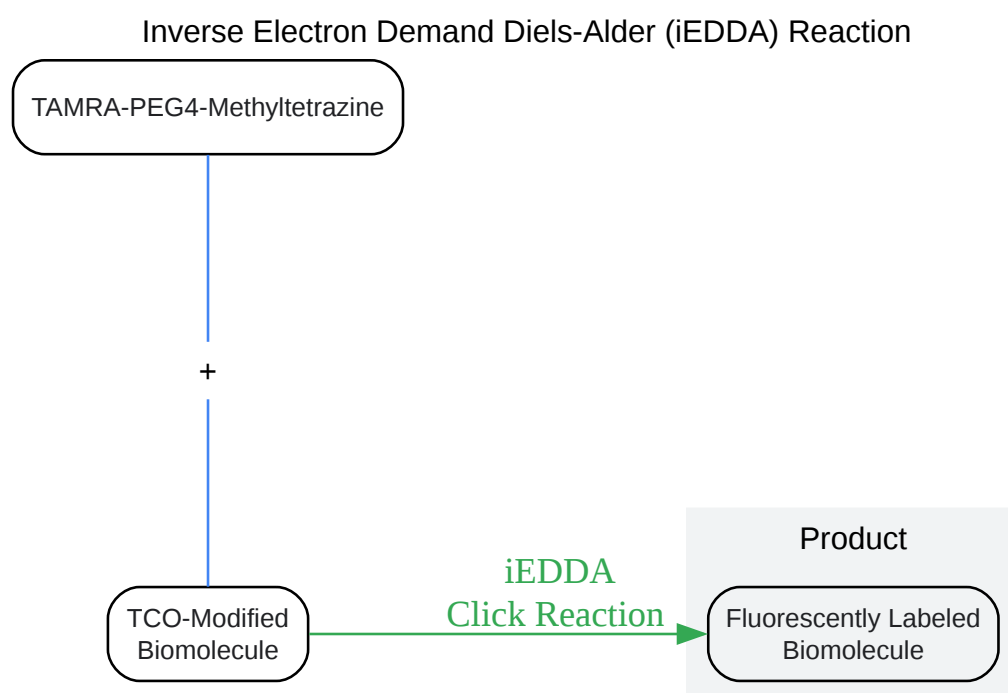 Inverse Electron Demand Diels-Alder (iEDDA) Reaction
TAMRA-PEG4-Methyltetrazine
+
Product
iEDDA
Click Reaction
TCO-Modified
Biomolecule
Fluorescently Labeled
Biomolecule